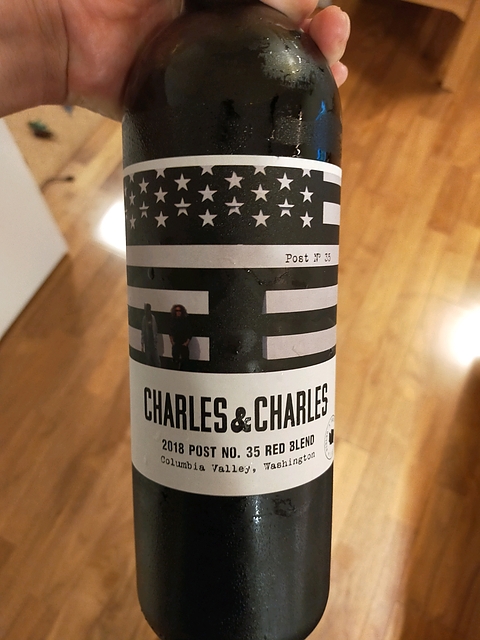 Post Nº 35
CHARLES & CHARLES
2018 POST NO. 35 RED BLEND
Columbia Valley, Washington